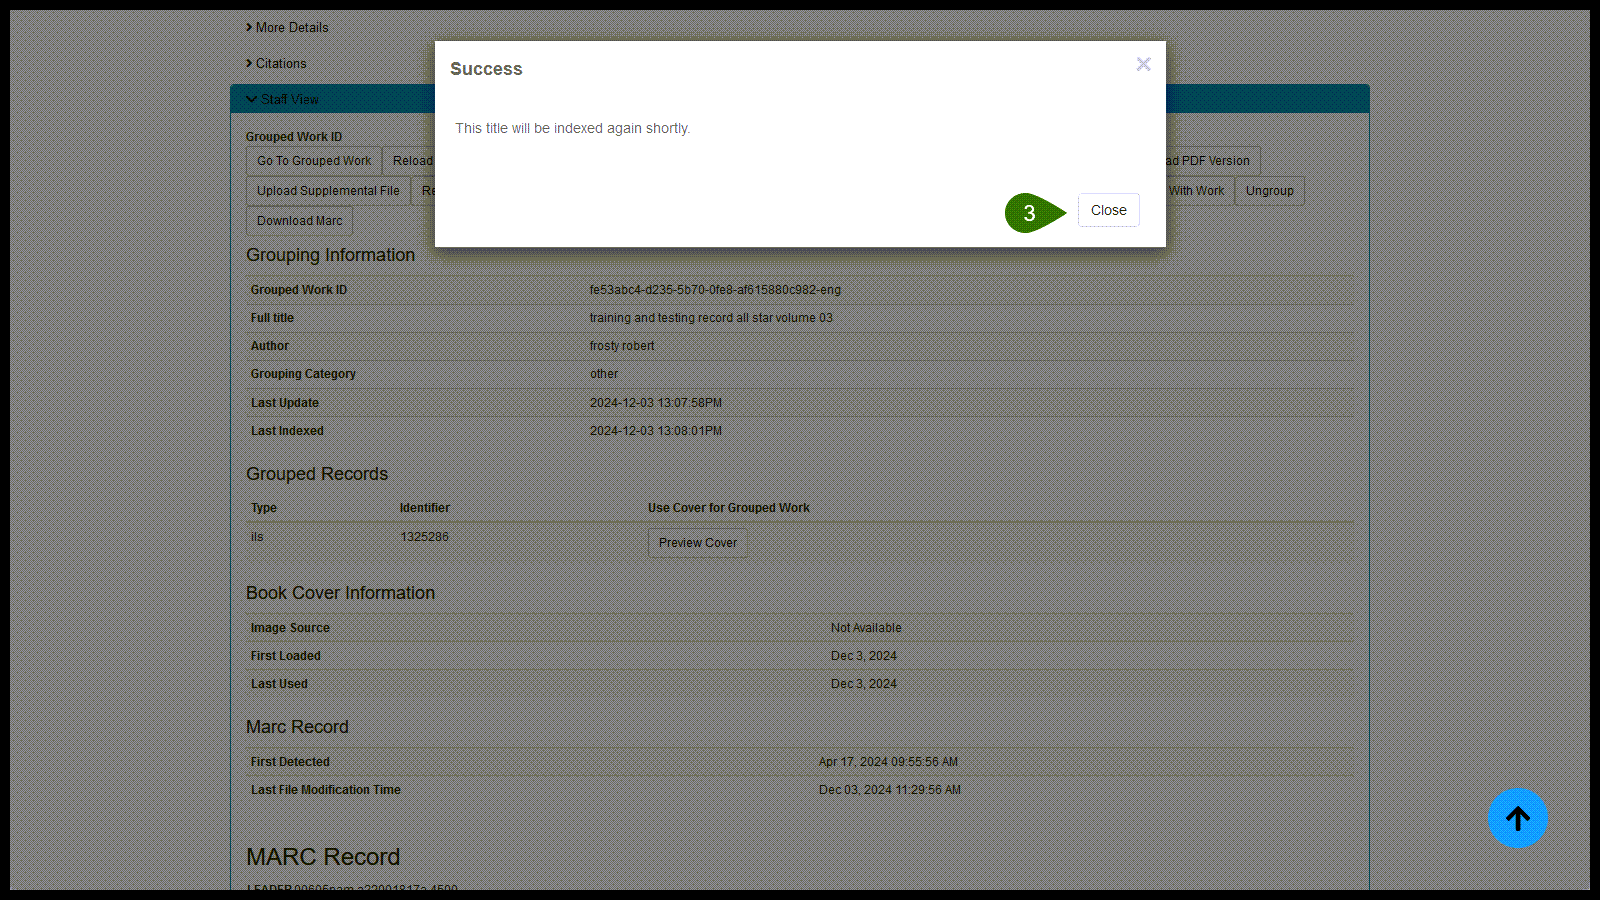 More Details
Citations
Success
This title will be indexed again shortly.
3
Close
Staff View
Grouped Work ID
Go To Grouped Work Reload ad PDF Version
Upload Supplemental File Re With Work Ungroup
Download Marc
Grouping Information
Grouped Work ID fe53abc4-d235-5b70-0fe8-af615880c982-eng
Full title training and testing record all star volume 03
Author frosty robert
Grouping Category other
Last Update 2024-12-03 13:07:58PM
Last Indexed 2024-12-03 13:08:01PM
Grouped Records
Type Identifier Use Cover for Grouped Work
ils 1325286 Preview Cover
Book Cover Information
Image Source Not Available
First Loaded Dec 3, 2024
Last Used Dec 3, 2024
Marc Record
First Detected Apr 17, 2024 09:55:56 AM
Last File Modification Time Dec 03, 2024 11:29:56 AM
MARC Record
LEADER 00605nam a22001817a 4500